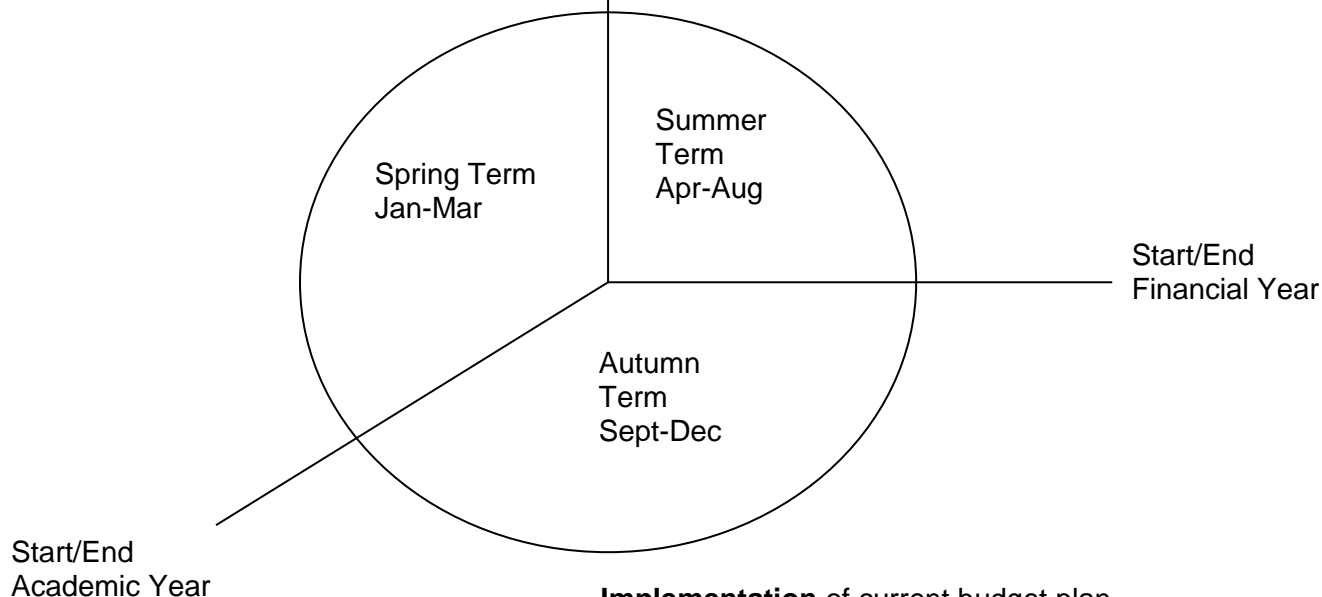 Summer
Term
Apr-Aug
Spring Term
Jan-Mar
Start/End
Financial Year
Autumn
Term
Sept-Dec
Start/End
Academic Year
Implementation of current budget plan